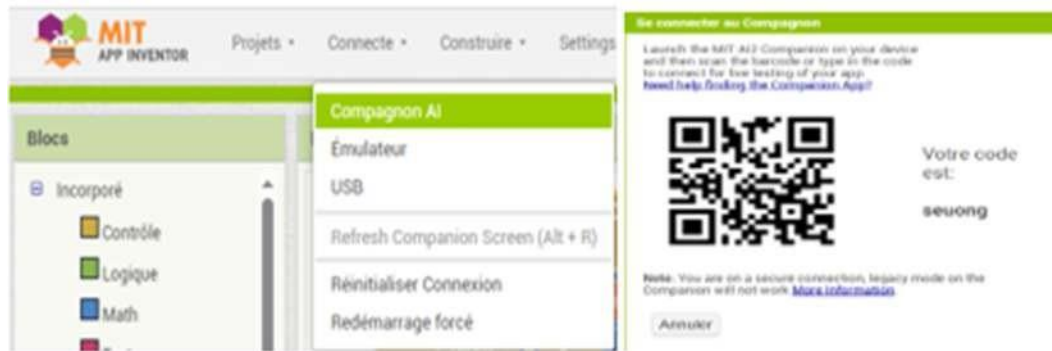 MIT
APP INVENTOR
Projets
Connecte
Construire
Settings
Blocs
Incorporé
Contrôle
Logique
Math
Compagnon AI
Émulateur
USB
Refresh Companion Screen (Alt + R)
Réinitialiser Connexion
Redémarrage forcé
Se connecter au Compagnon
Launch the MIT AI2 Companion on your device
and then scan the barcode or type in the code
to connect for live testing of your app.
Need help finding the Companion App?
Votre code
est:
seuong
Note: You are on a secure connection, legacy mode on the
Companion will not work More Information
Annuler